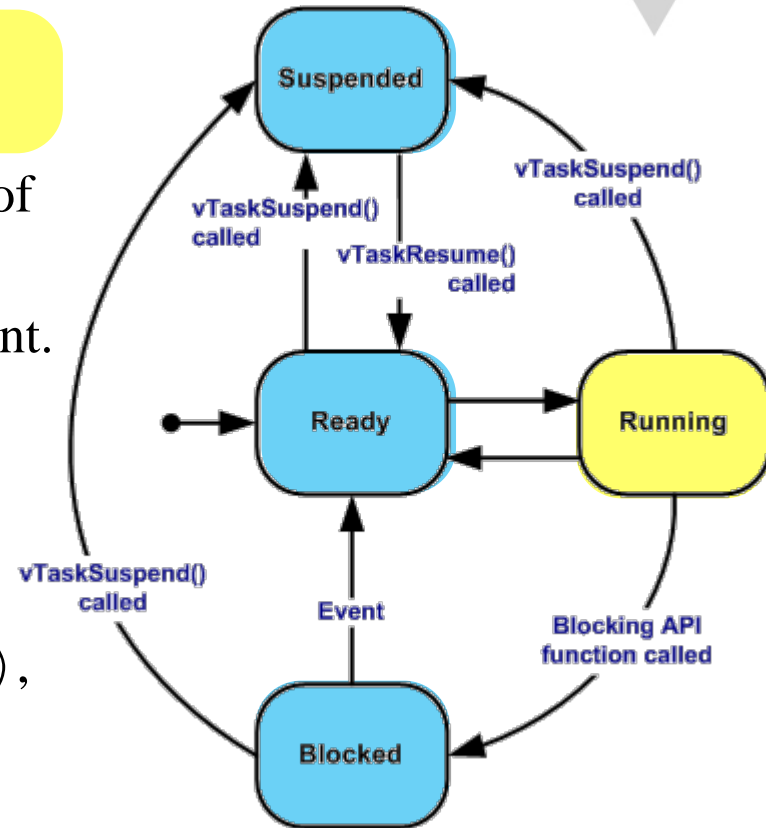 Suspended
of
vTaskSuspend()
called
vTaskSuspend()
called
vTaskResume()
called
nt.
Ready
Running
vTaskSuspend()
called
Event
Blocking API
function called
),
Blocked